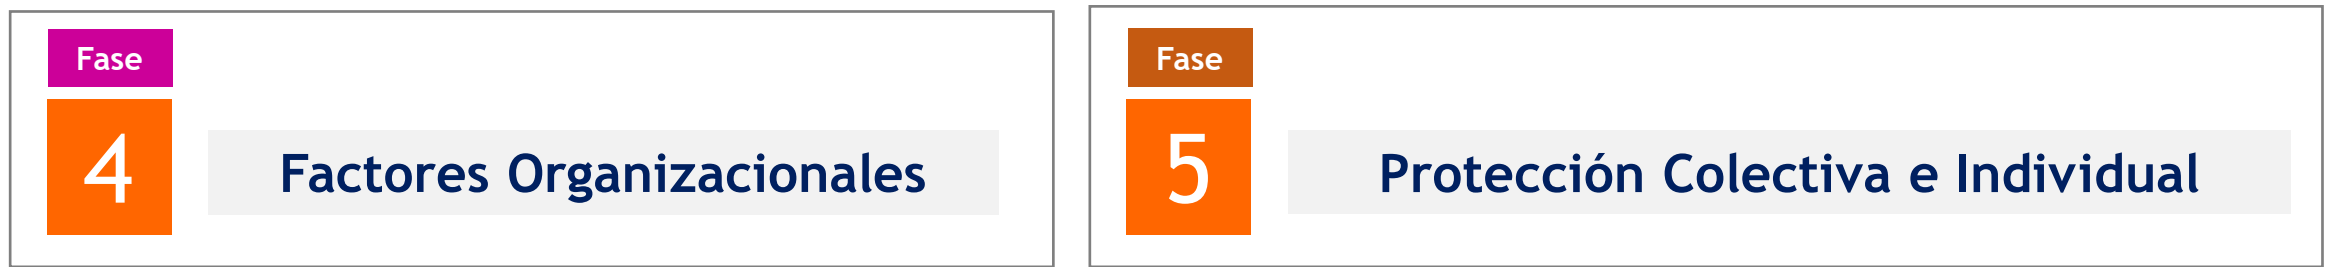 Fase
4
Factores Organizacionales
Fase
5
Protección Colectiva e Individual